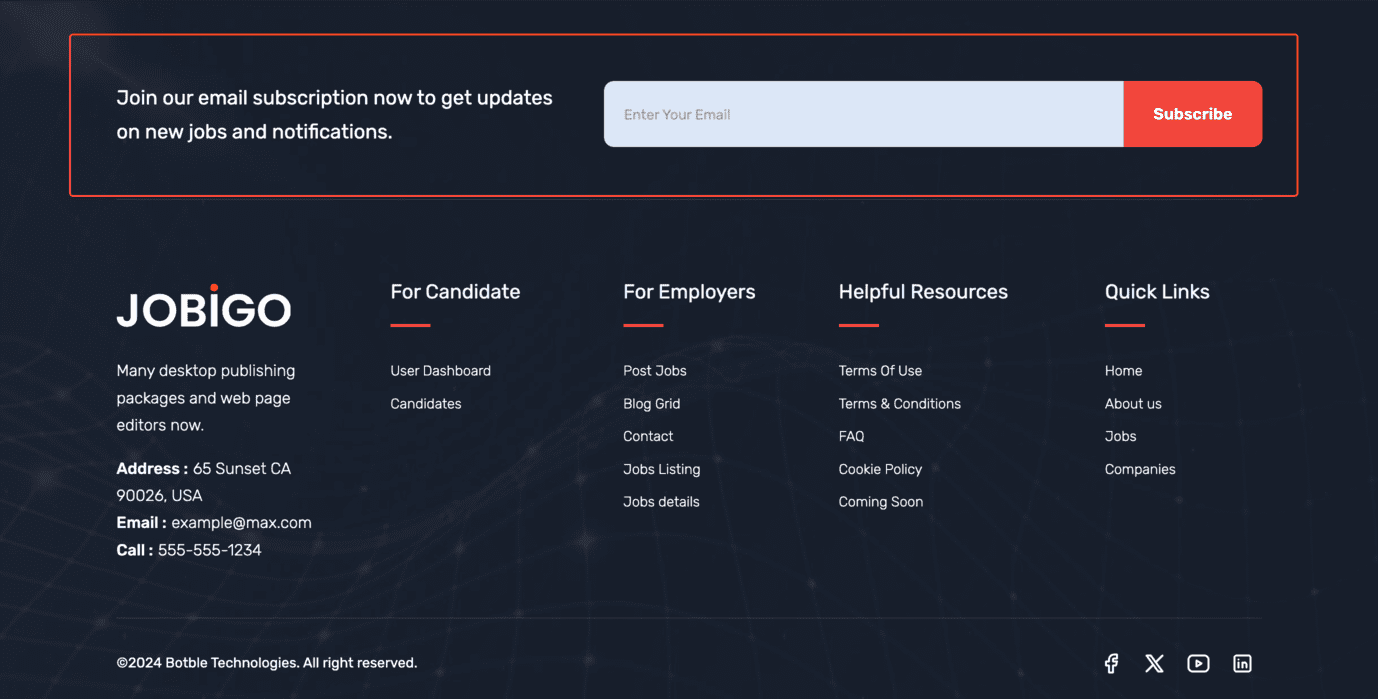 Join our email subscription now to get updates
on new jobs and notifications.
Enter Your Email
Subscribe
JOBIGO
Many desktop publishing
packages and web page
editors now.
Address : 65 Sunset CA
90026, USA
Email : example@max.com
Call : 555-555-1234
For Candidate
User Dashboard
Candidates
For Employers
Post Jobs
Blog Grid
Contact
Jobs Listing
Jobs details
Helpful Resources
Terms Of Use
Terms & Conditions
FAQ
Cookie Policy
Coming Soon
Quick Links
Home
About us
Jobs
Companies
©2024 Botble Technologies. All right reserved.